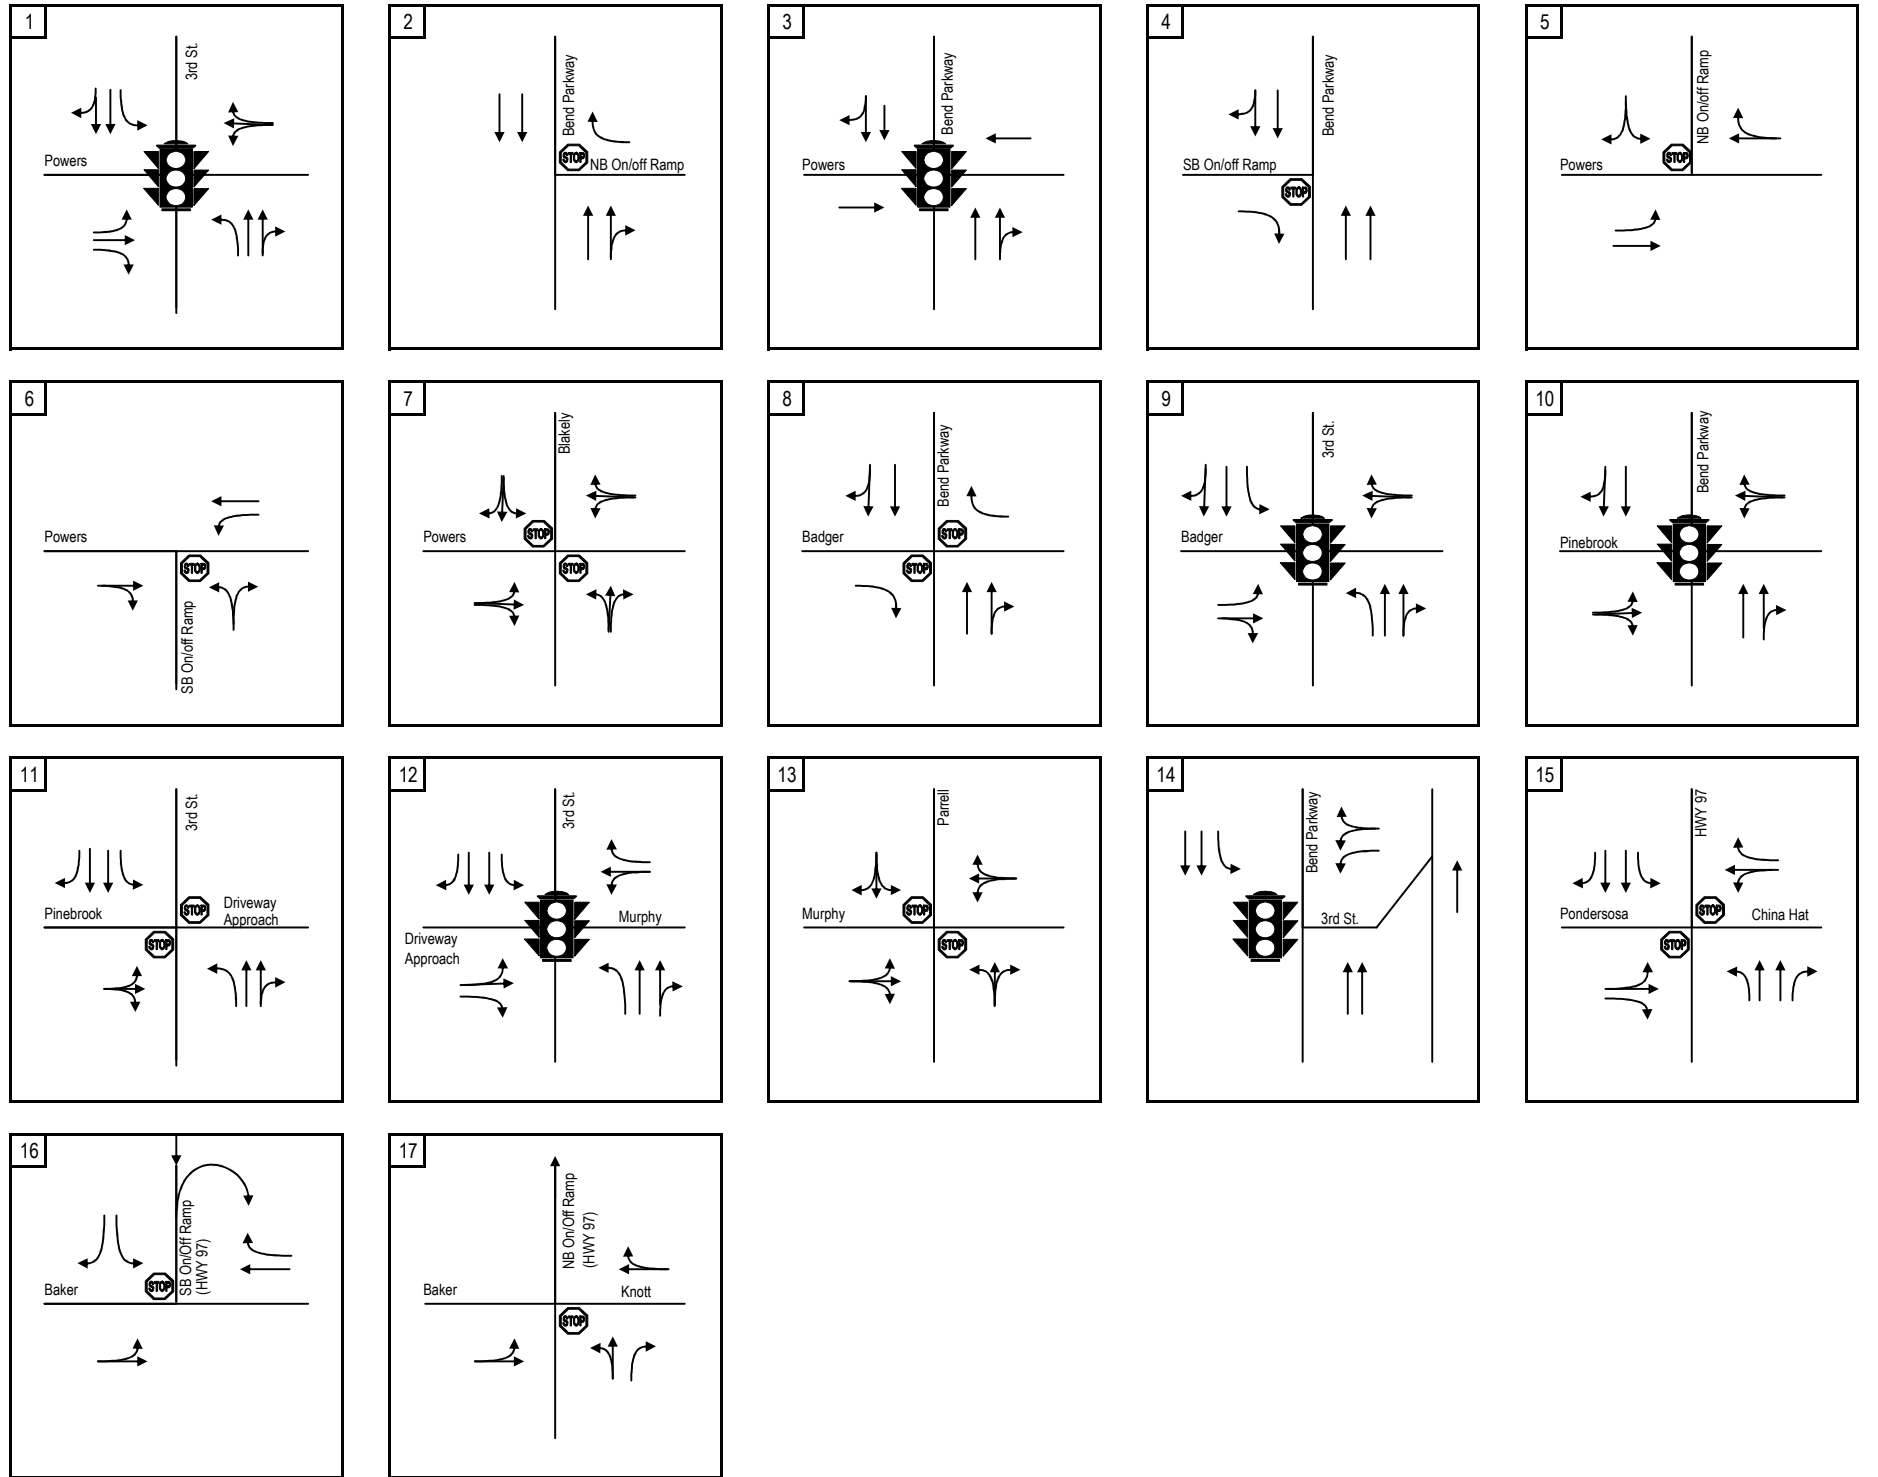 1
3rd St.
Powers
2
Bend Parkway
STOP
NB On/off Ramp
3
Bend Parkway
Powers
4
Bend Parkway
SB On/off Ramp
STOP
5
NB On/off Ramp
STOP
Powers
6
Powers
STOP
SB On/off Ramp
7
Blakely
Powers
STOP
STOP
8
Bend Parkway
Badger
STOP
STOP
9
3rd St.
Badger
10
Bend Parkway
Pinebrook
11
3rd St.
Pinebrook
STOP
Driveway
Approach
STOP
12
3rd St.
Murphy
Driveway
Approach
13
Parrell
Murphy
STOP
STOP
14
Bend Parkway
3rd St.
15
HWY 97
Pondersosa
STOP
China Hat
STOP
16
SB On/Off Ramp
(HWY 97)
Baker
STOP
17
NB On/Off Ramp
(HWY 97)
Baker
Knott
STOP